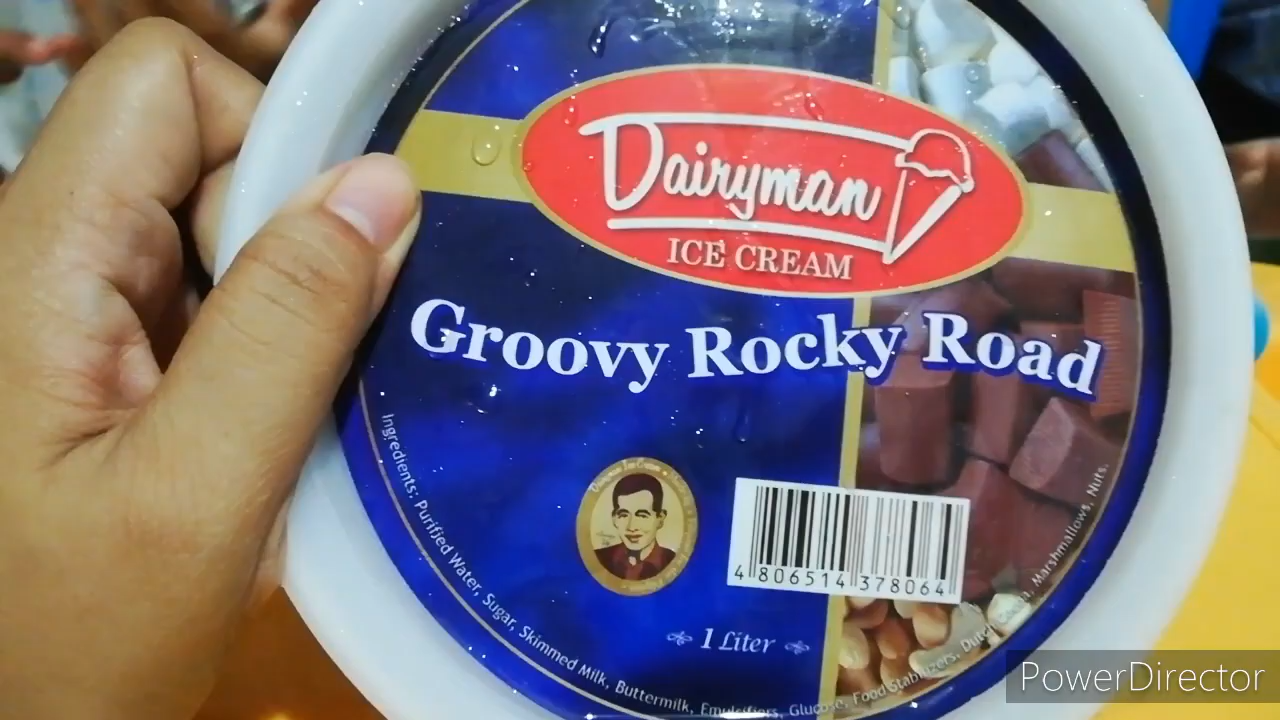 Dairyman
ICE CREAM
Groovy Rocky Road
4 806514 378064
1 Liter
Ingredients: Purified Water, Sugar, Skimmed Milk, Buttermilk, Emulsifiers, Glucose, Food Stabilizers, Dutch Cocoa, Marshmallows, Nuts.
PowerDirector